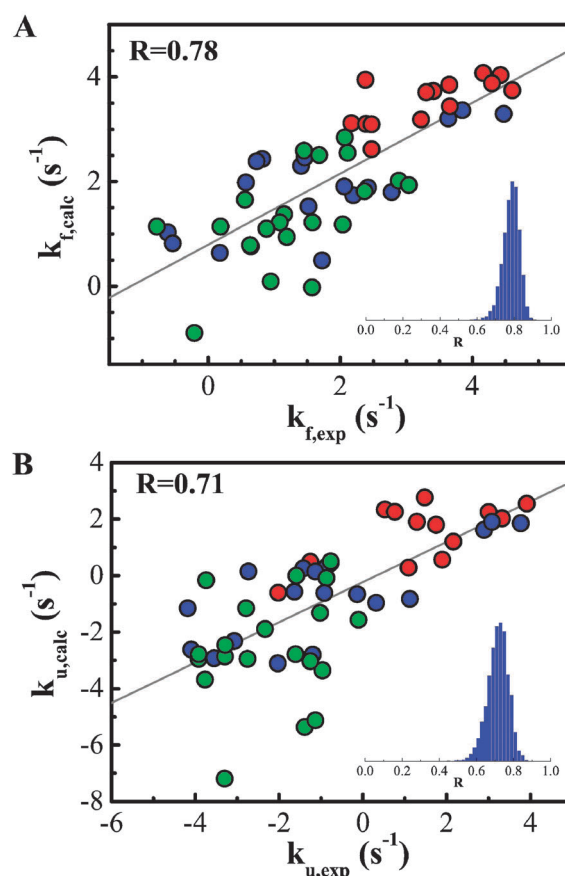 A
R=0.78
4
2
0
k_f,calc (s⁻¹)
0.0 0.2 0.4 0.6 0.8 1.0
R
0 2 4
k_f,exp (s⁻¹)
B
R=0.71
4
2
0
-2
-4
-6
-8
k_u,calc (s⁻¹)
0.0 0.2 0.4 0.6 0.8 1.0
R
-6 -4 -2 0 2 4
k_u,exp (s⁻¹)